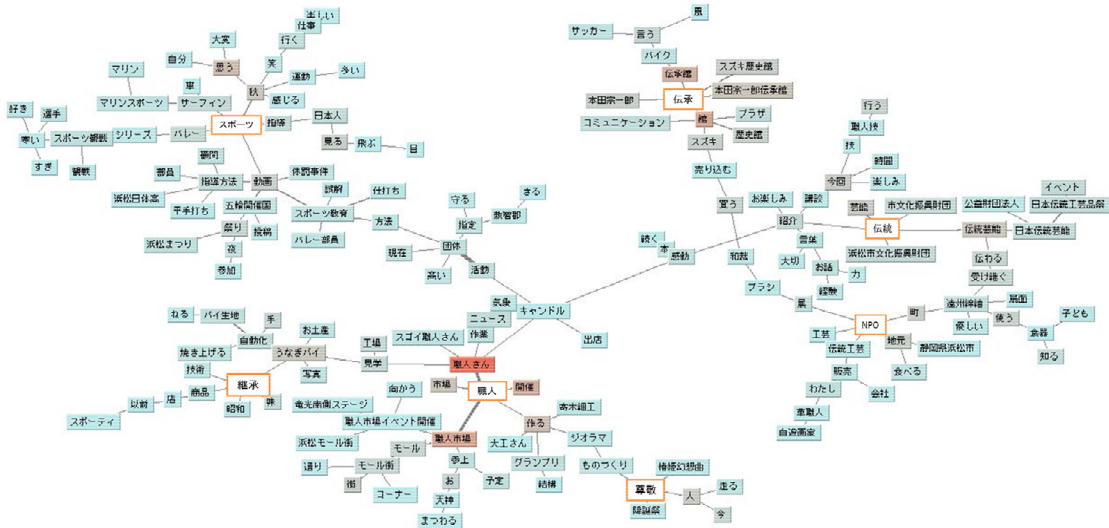 楽しい
仕事
風
大変
行く
サッカー
言う
自分
思う
笑
バイク
マリン
運動
多い
伝承館
スズキ歴史館
車
秋
感じる
本田宗一郎
伝承
本田宗一郎伝承館
マリンスポーツ
サーフィン
好き
選手
スポーツ
指導
日本人
コミュニケーション
館
プラザ
行う
寒い
スポーツ観戦
シリーズ
バレー
見る
飛ぶ
目
スズキ
歴史館
職人技
すぎ
観戦
技
部員
指導方法
動画
体罰事件
売り込む
今回
時間
楽しみ
浜松日体高
平手打ち
五輪開催国
誤解
仕打ち
守る
きる
お楽しみ
イベント
祭り
投稿
スポーツ教育
方法
指定
買う
紹介
芸能
市文化振興財団
公益財団法人
日本伝統工芸品祭
浜松まつり
夜
バレー部員
現在
団体
続く
本
感動
和裁
言葉
伝統
伝統芸能
日本伝統芸能
参加
高い
活動
大切
お話
力
浜松市文化振興財団
伝わる
ブラシ
経験
受け継ぐ
気象
キャンドル
展
町
遠州綿紬
扇面
ねる
パイ生地
手
ニュース
NPO
使う
子ども
お土産
スゴイ職人さん
作業
出店
工芸
地元
優しい
食器
自動化
工場
伝統工芸
静岡県浜松市
知る
焼き上げる
うなぎパイ
見学
職人さん
販売
食べる
技術
写真
市場
職人
開催
わたし
会社
継承
商品
向かう
革職人
以前
店
昭和
竜光南側ステージ
作る
寄木細工
自遊画家
スポーティ
職人市場イベント開催
大工さん
ジオラマ
浜松モール街
職人市場
モール
グランプリ
ものづくり
椿姫幻想曲
通り
モール街
参上
結構
走る
街
お
予定
尊敬
人
コーナー
天神
降誕祭
今
まつわる